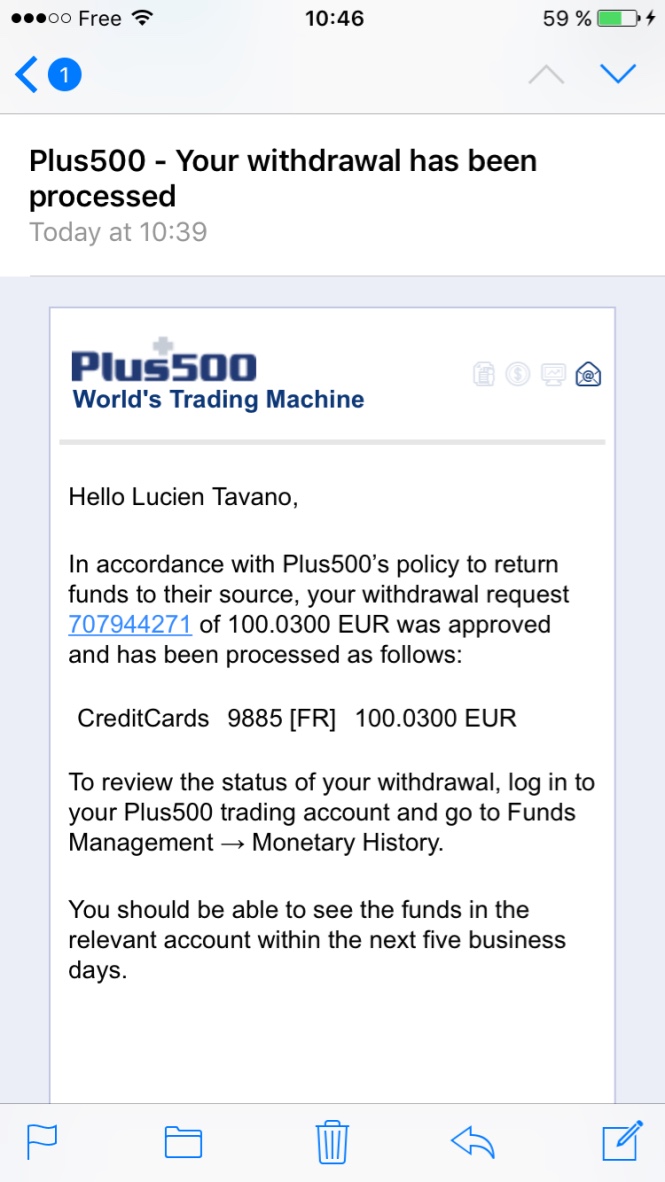 Free 10:46 59 %
1
Plus500 - Your withdrawal has been
processed
Today at 10:39
Plus500
World's Trading Machine
Hello Lucien Tavano,
In accordance with Plus500’s policy to return
funds to their source, your withdrawal request
707944271 of 100.0300 EUR was approved
and has been processed as follows:
CreditCards 9885 [FR] 100.0300 EUR
To review the status of your withdrawal, log in to
your Plus500 trading account and go to Funds
Management → Monetary History.
You should be able to see the funds in the
relevant account within the next five business
days.